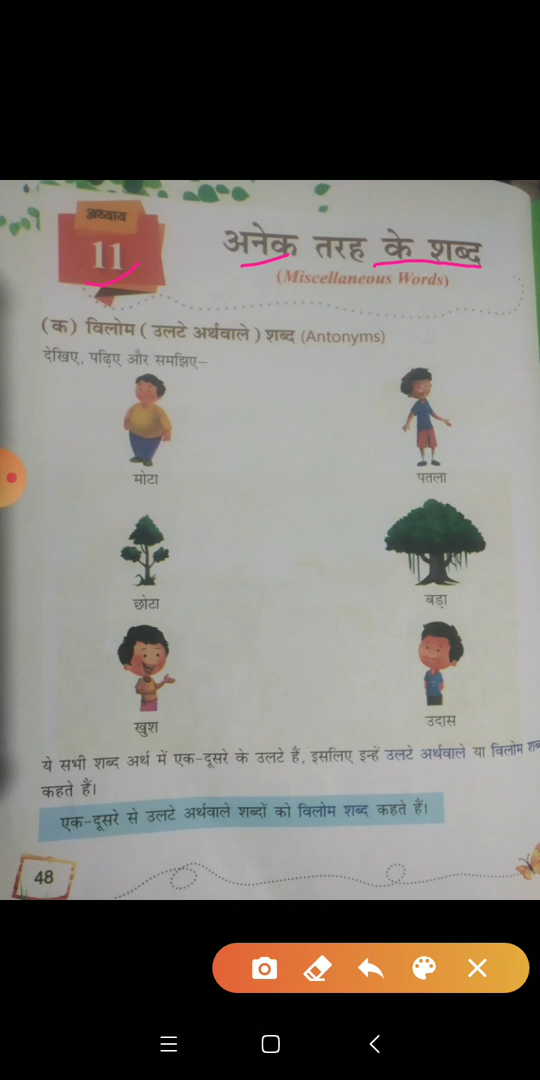 अध्याय
11
अनेक तरह के शब्द
(Miscellaneous Words)
(क) विलोम ( उलटे अर्थवाले ) शब्द (Antonyms)
देखिए, पढ़िए और समझिए–
मोटा
पतला
छोटा
बड़ा
खुश
उदास
ये सभी शब्द अर्थ में एक-दूसरे के उलटे हैं, इसलिए इन्हें उलटे अर्थवाले या विलोम
कहते हैं।
एक-दूसरे से उलटे अर्थवाले शब्दों को विलोम शब्द कहते हैं।
48